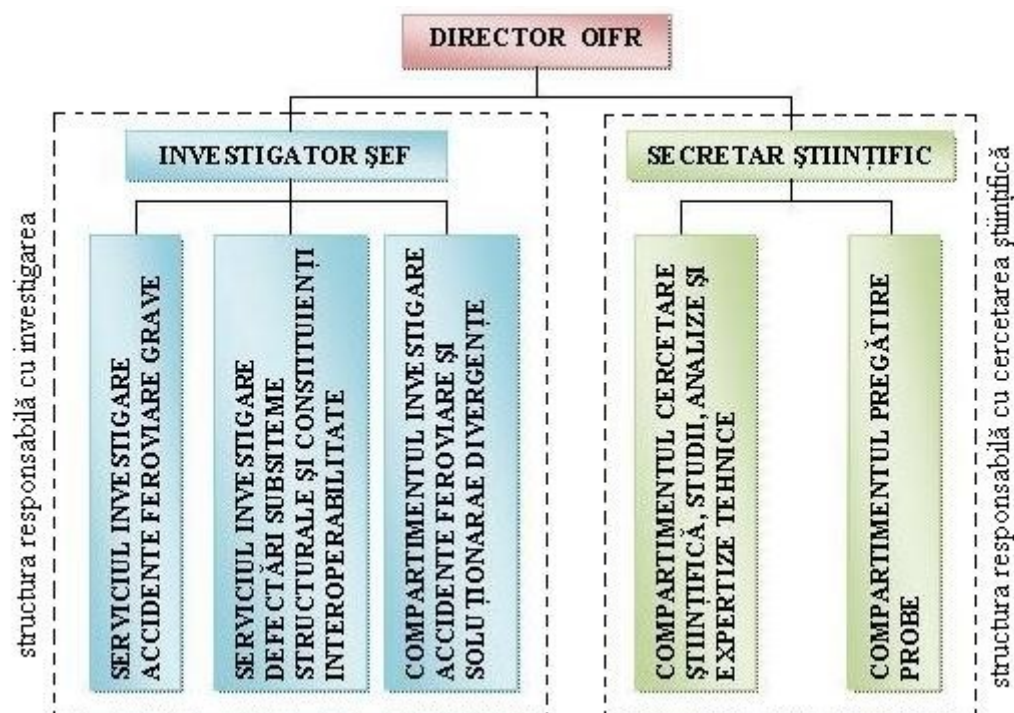 DIRECTOR OIFR
INVESTIGATOR ŞEF
SECRETAR ŞTIINŢIFIC
structura responsabilă cu investigarea
SERVICIUL INVESTIGARE
ACCIDENTE FEROVIARE GRAVE
SERVICIUL INVESTIGARE
DEFECTĂRI SUBSISTEME
STRUCTURALE ŞI CONSTITUIENŢI
INTEROPERABILITATE
COMPARTIMENTUL INVESTIGARE
ACCIDENTE FEROVIARE ŞI
SOLUŢIONARAE DIVERGENŢE
COMPARTIMENTUL CERCETARE
ŞTIINŢIFICĂ, STUDII, ANALIZE ŞI
EXPERTIZE TEHNICE
COMPARTIMENTUL PREGĂTIRE
PROBE
structura responsabilă cu cercetarea ştiinţifică